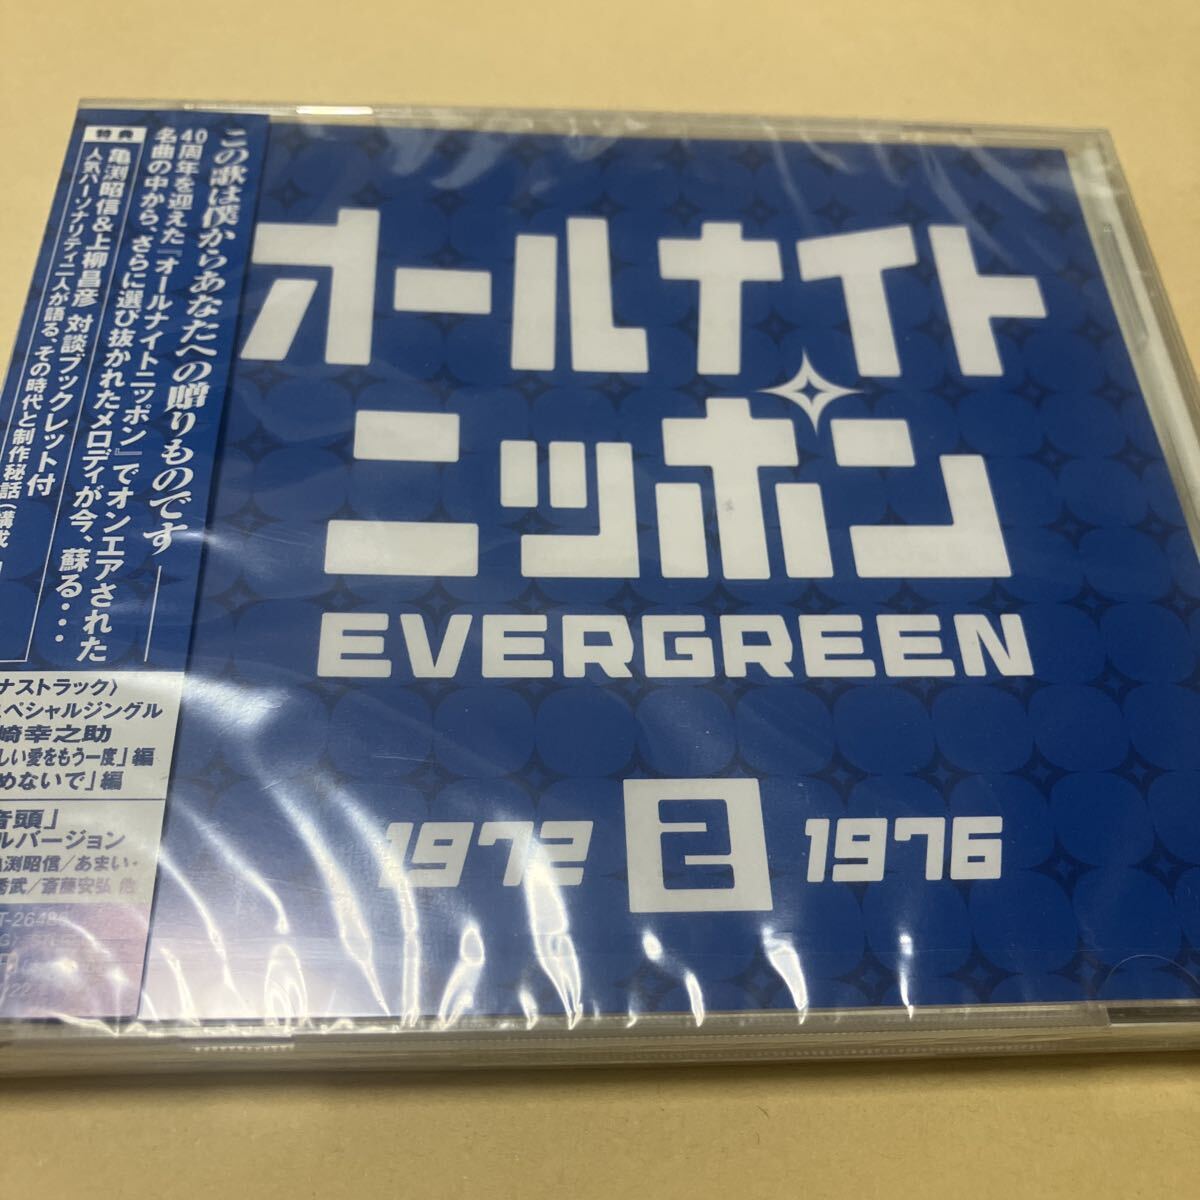 この歌は僕からあなたへの贈りものです
40周年を迎えた『オールナイトニッポン』でオンエアされた
名曲の中から、さらに選び抜かれたメロディが今、蘇る・・・
特典
亀渕昭信&上柳昌彦 対談ブックレット付
人気パーソナリティ二人が語る、その時代と制作秘話(構成
ナストラック〉
ペシャルジングル
崎幸之助
しい愛をもう一度」編
めないで」編
音頭」
ルバージョン
渕昭信/あまい
武/斎藤安弘 他
T-26486
オールナイト
ニッポン
EVERGREEN
1972 2 1976